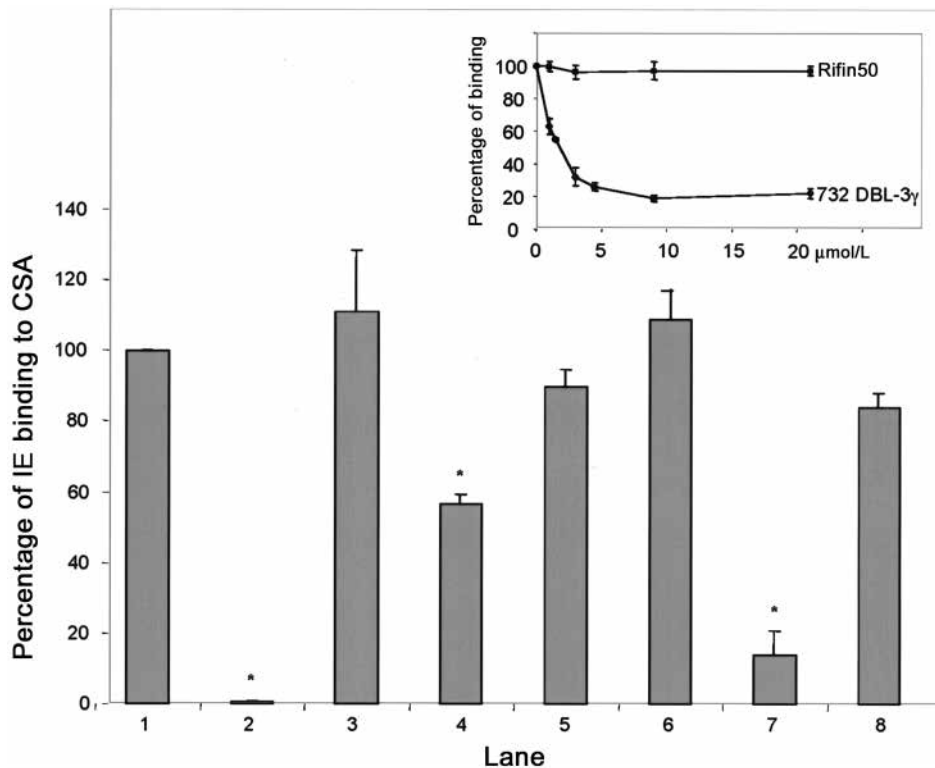 Percentage of binding
100
80
60
40
20
0
Rifin50
732 DBL-3γ
0 5 10 15 20 μmol/L
Percentage of IE binding to CSA
140
120
100
80
60
40
20
0
*
*
*
1 2 3 4 5 6 7 8
Lane